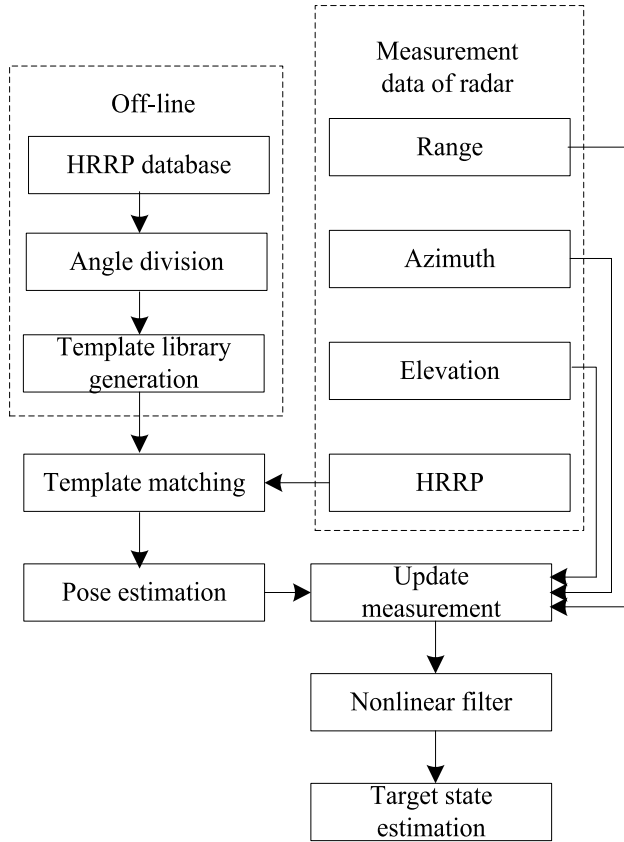 Off-line
HRRP database
Angle division
Template library
generation
Template matching
Pose estimation
Measurement
data of radar
Range
Azimuth
Elevation
HRRP
Update
measurement
Nonlinear filter
Target state
estimation